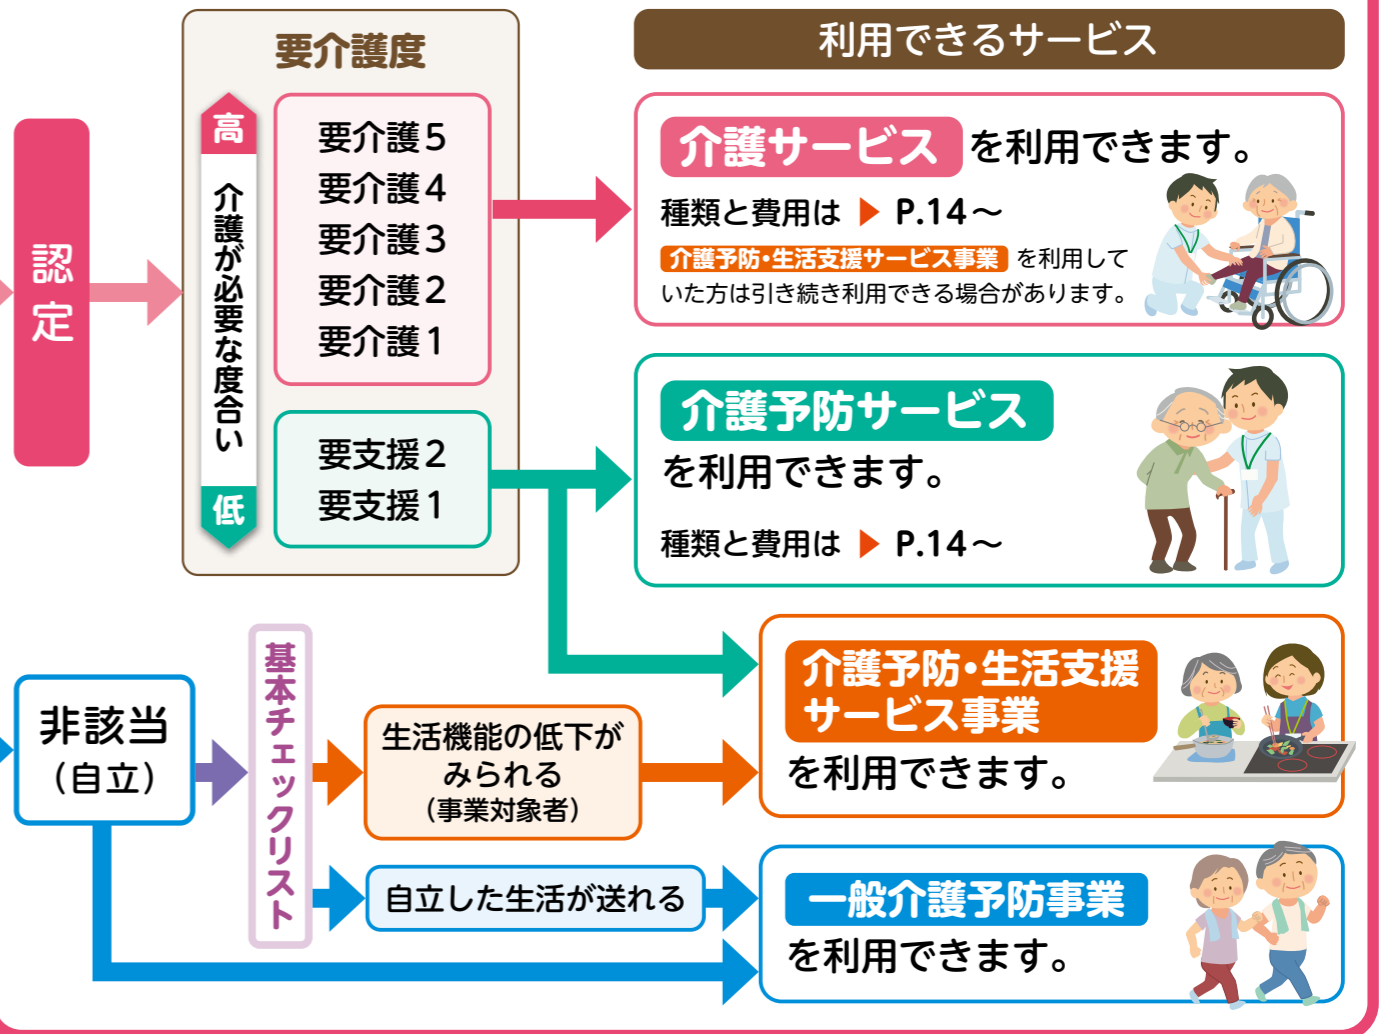 認定
要介護度
高
介護が必要な度合い
低
要介護5
要介護4
要介護3
要介護2
要介護1
要支援2
要支援1
利用できるサービス
介護サービス を利用できます。
種類と費用は ▶ P.14～
介護予防・生活支援サービス事業 を利用して
いた方は引き続き利用できる場合があります。
介護予防サービス
を利用できます。
種類と費用は ▶ P.14～
非該当
（自立）
基本チェックリスト
生活機能の低下が
みられる
（事業対象者）
自立した生活が送れる
介護予防・生活支援
サービス事業
を利用できます。
一般介護予防事業
を利用できます。